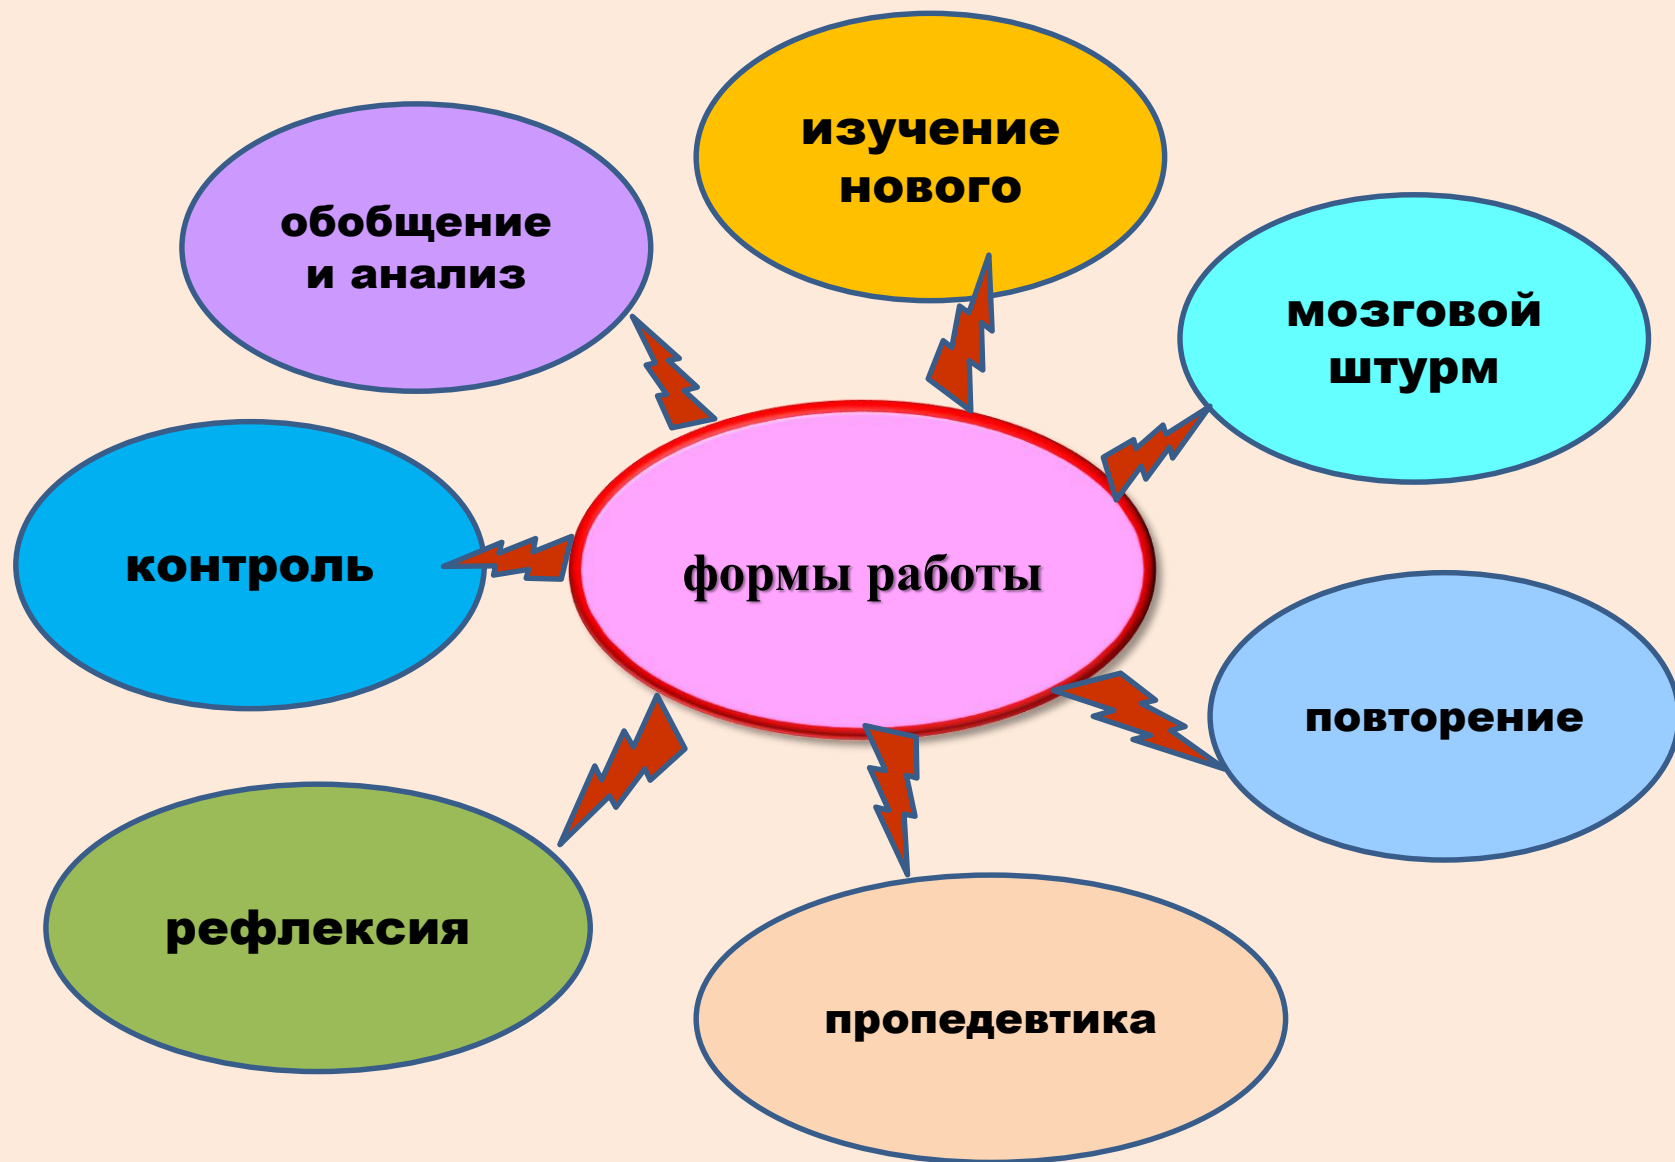 изучение
нового
обобщение
и анализ
мозговой
штурм
контроль
формы работы
повторение
рефлексия
пропедевтика